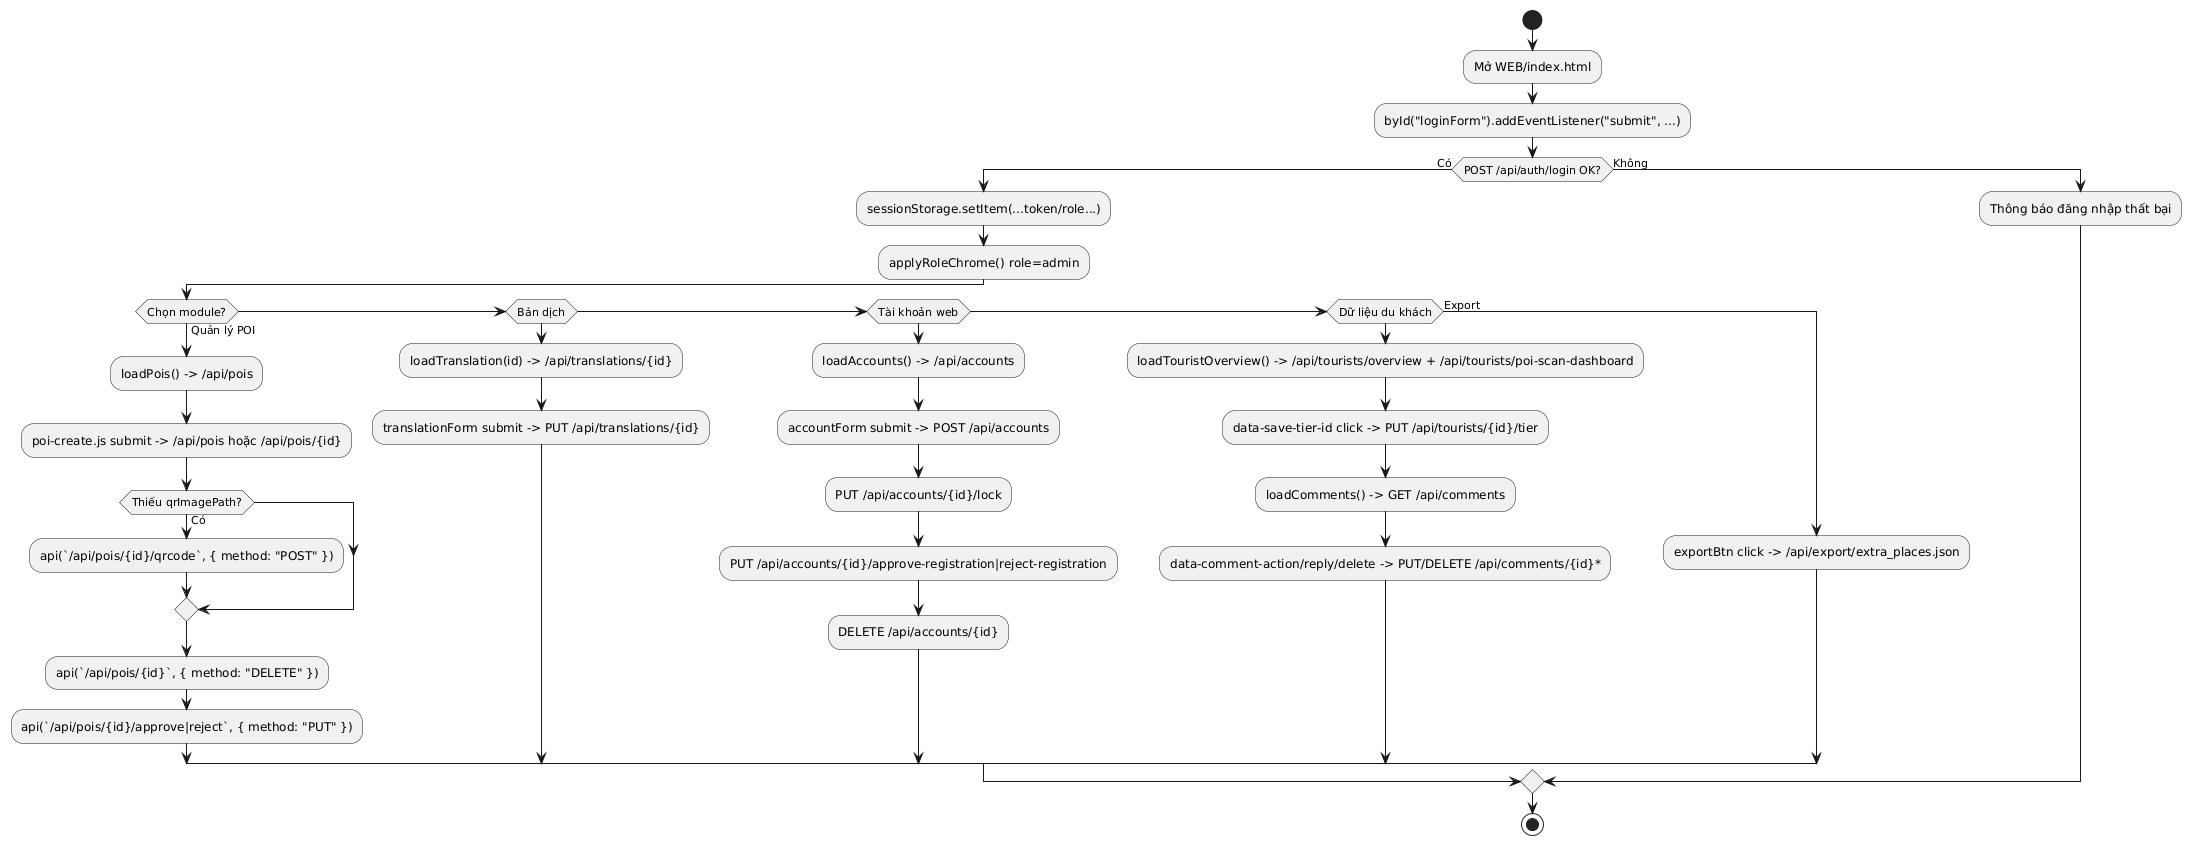 Mở WEB/index.html
byId("loginForm").addEventListener("submit", ...)
POST /api/auth/login OK?
Có
Không
sessionStorage.setItem(...token/role...)
applyRoleChrome() role=admin
Thông báo đăng nhập thất bại
Chọn module?
Quản lý POI
loadPois() -> /api/pois
poi-create.js submit -> /api/pois hoặc /api/pois/{id}
Thiếu qrImagePath?
Có
api(`/api/pois/{id}/qrcode`, { method: "POST" })
api(`/api/pois/{id}`, { method: "DELETE" })
api(`/api/pois/{id}/approve|reject`, { method: "PUT" })
Bản dịch
loadTranslation(id) -> /api/translations/{id}
translationForm submit -> PUT /api/translations/{id}
Tài khoản web
loadAccounts() -> /api/accounts
accountForm submit -> POST /api/accounts
PUT /api/accounts/{id}/lock
PUT /api/accounts/{id}/approve-registration|reject-registration
DELETE /api/accounts/{id}
Dữ liệu du khách
loadTouristOverview() -> /api/tourists/overview + /api/tourists/poi-scan-dashboard
data-save-tier-id click -> PUT /api/tourists/{id}/tier
loadComments() -> GET /api/comments
data-comment-action/reply/delete -> PUT/DELETE /api/comments/{id}*
Export
exportBtn click -> /api/export/extra_places.json